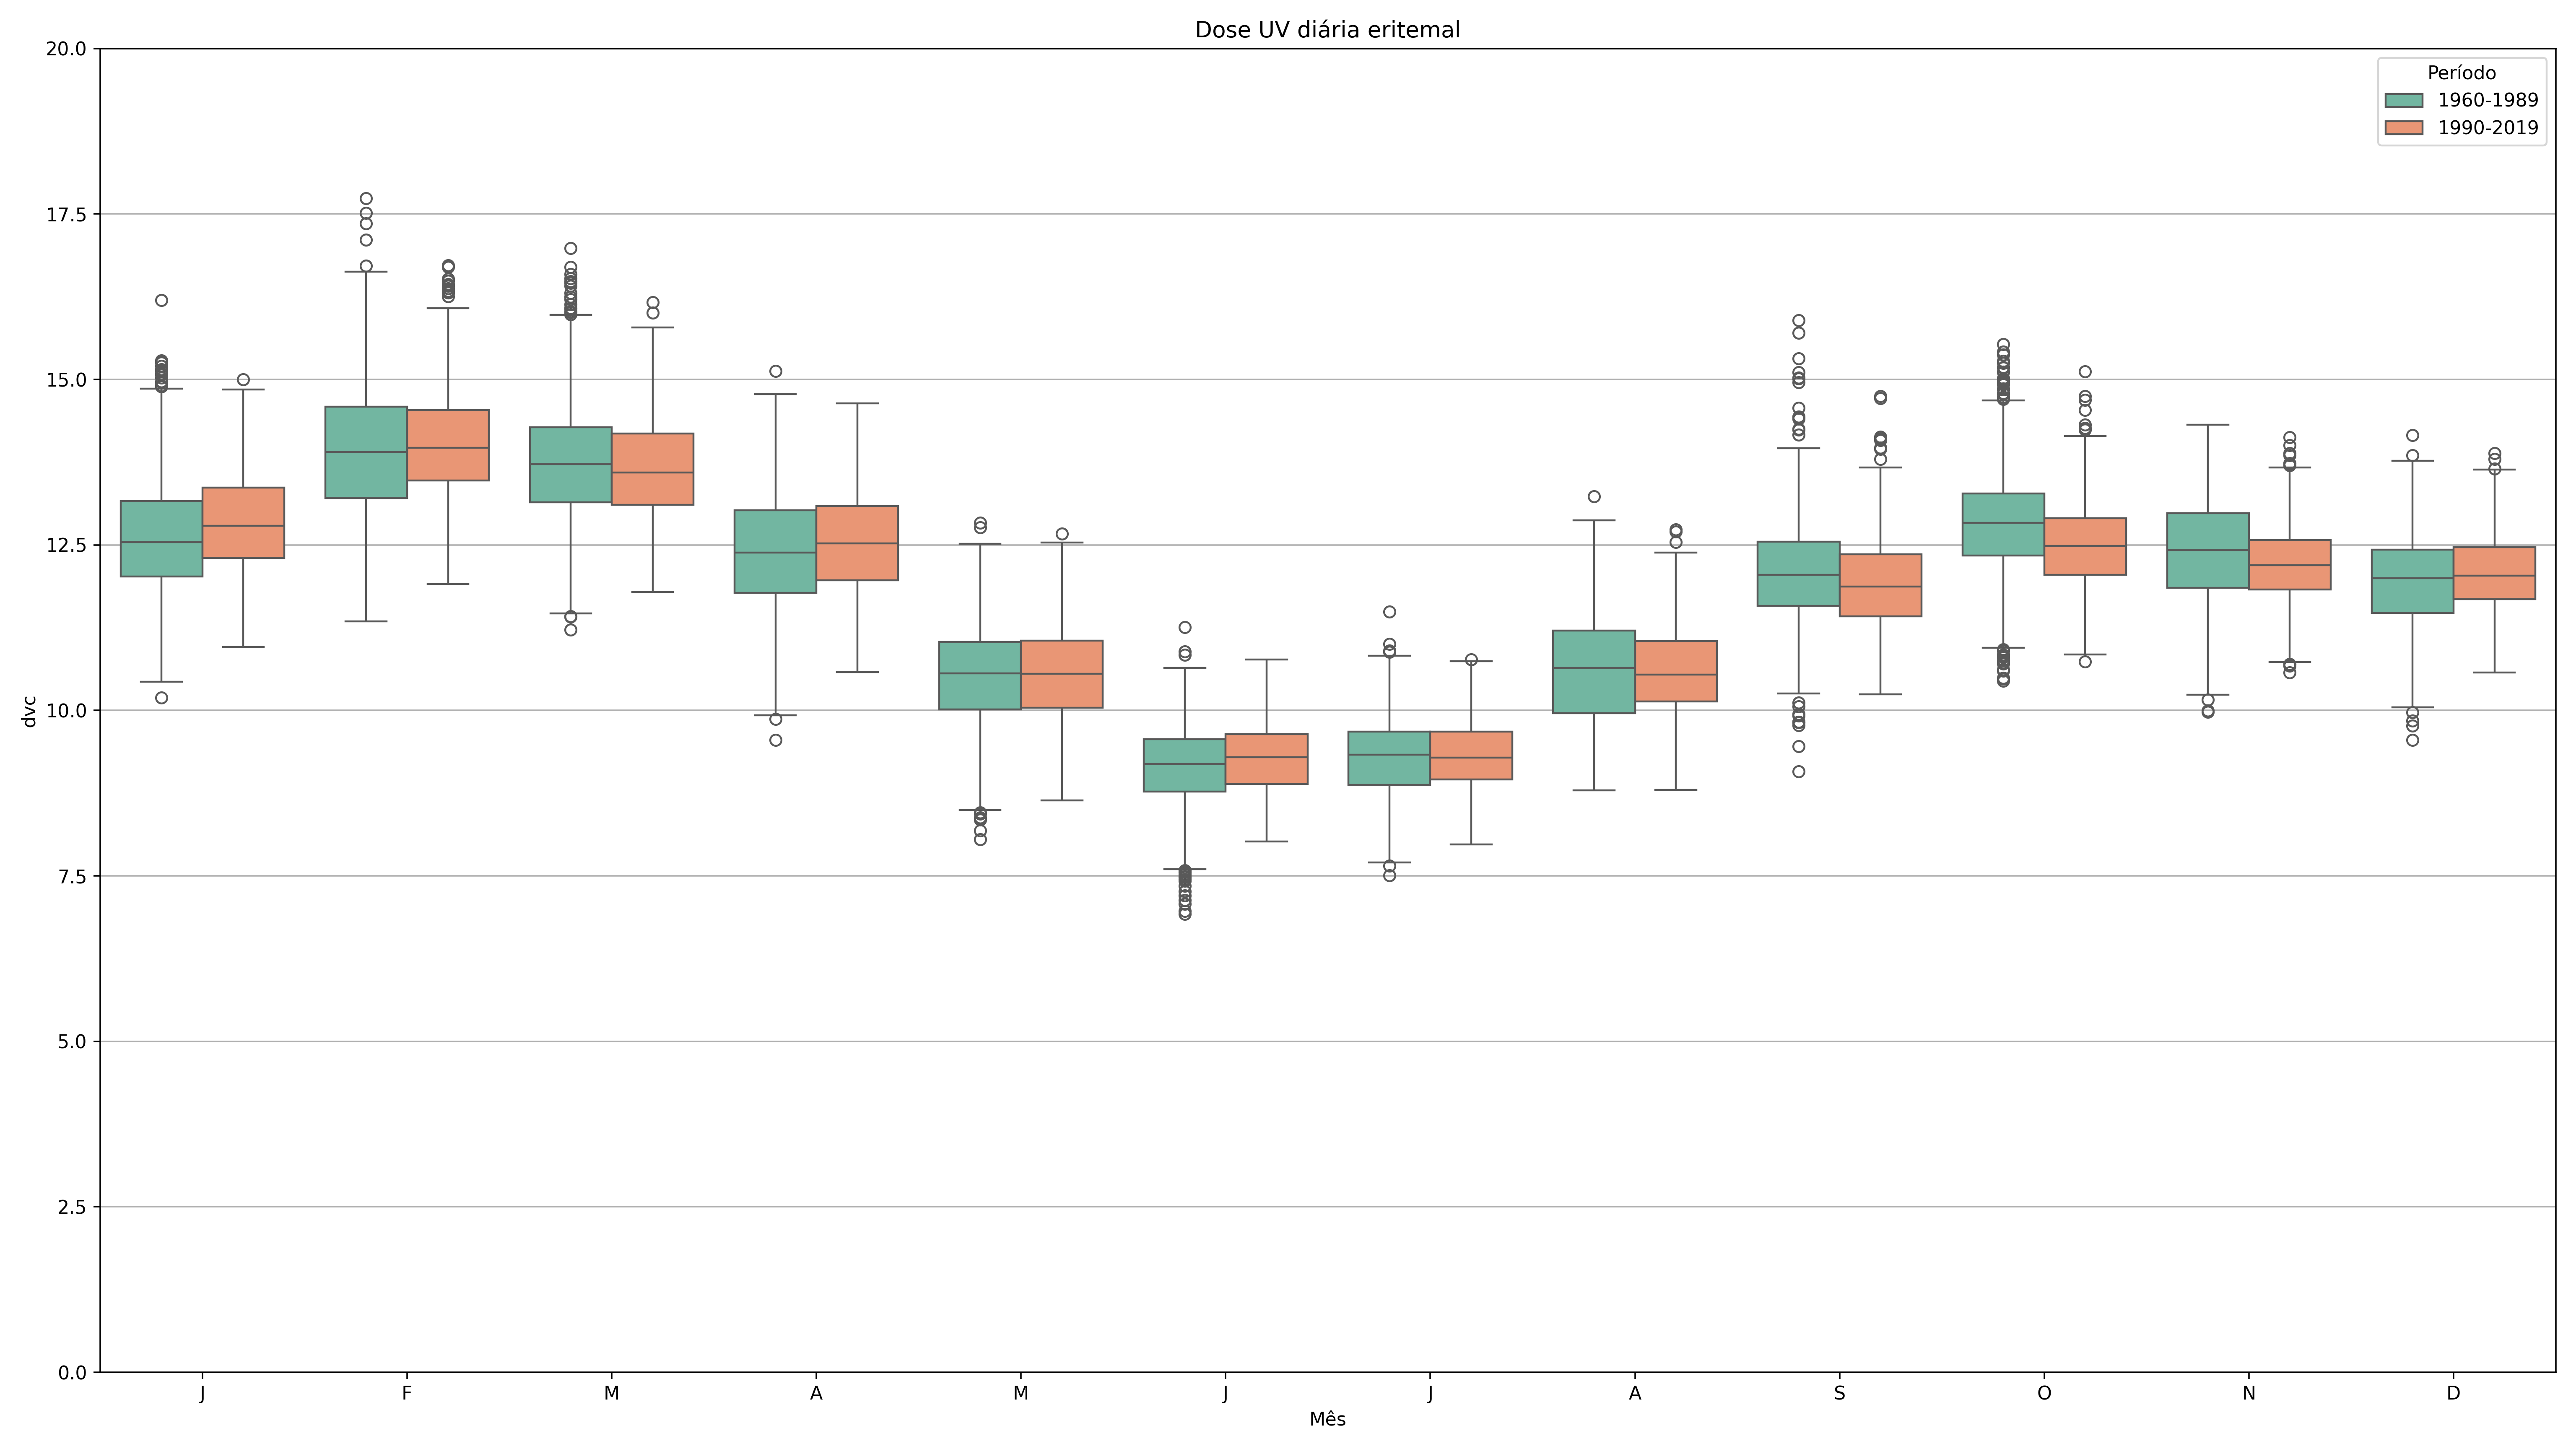 Dose UV diária eritemal
20.0
17.5
15.0
12.5
10.0
7.5
5.0
2.5
0.0
dvc
Período
1960-1989
1990-2019
J F M A M J J A S O N D
Mês